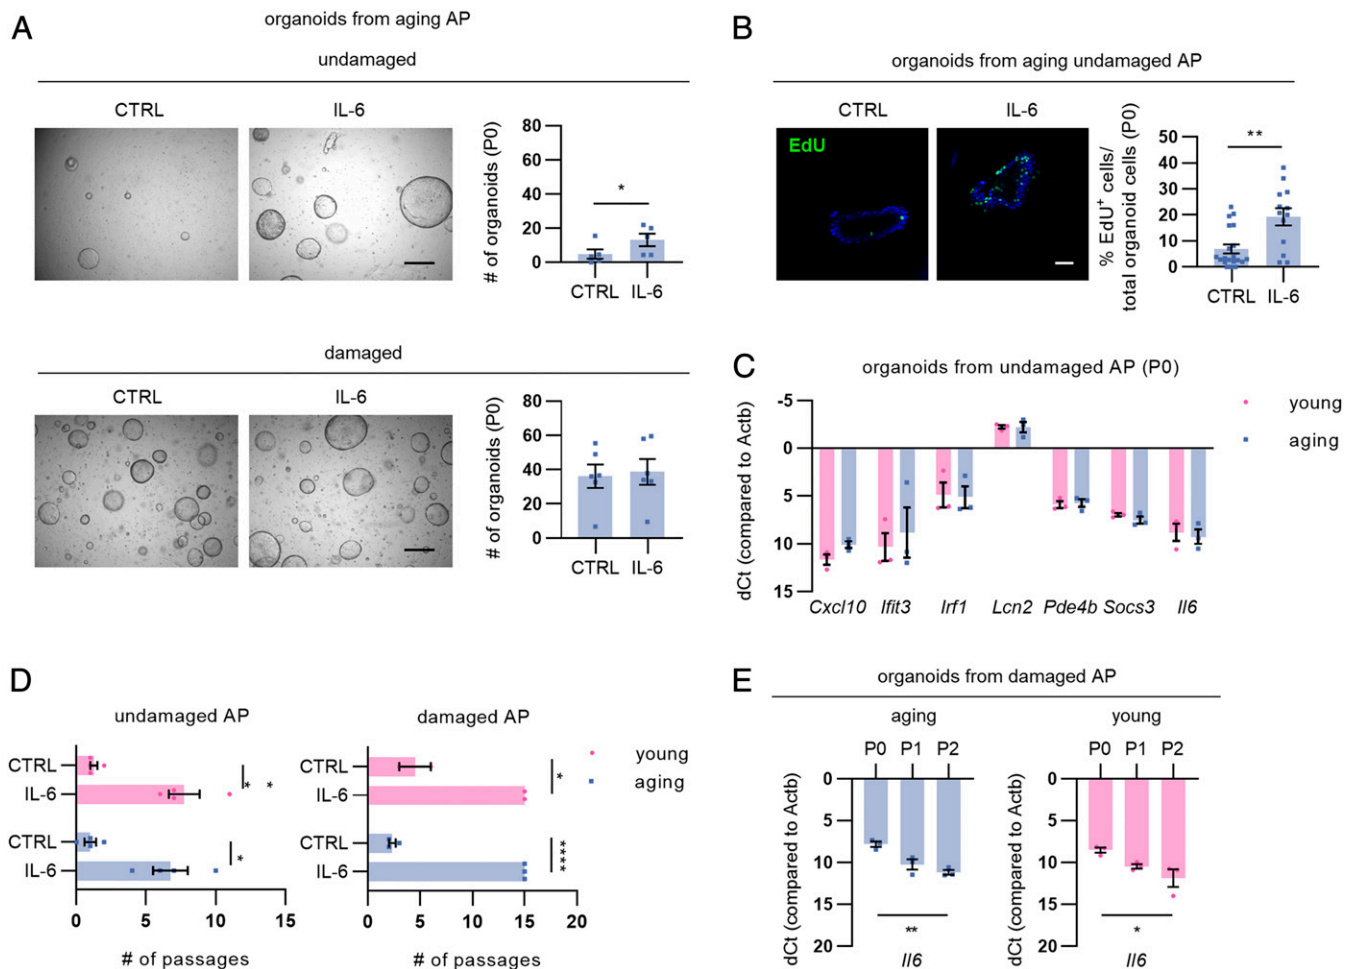 A
organoids from aging AP
undamaged
CTRL
IL-6
# of organoids (P0)
80
60
40
20
0
*
CTRL
IL-6
damaged
CTRL
IL-6
# of organoids (P0)
80
60
40
20
0
CTRL
IL-6
B
organoids from aging undamaged AP
CTRL
IL-6
EdU
% EdU+ cells/
total organoid cells (P0)
50
40
30
20
10
0
**
CTRL
IL-6
C
organoids from undamaged AP (P0)
young
aging
dCt (compared to Actb)
-5
0
5
10
15
Cxcl10 Ifit3 Irf1 Lcn2 Pde4b Socs3 Il6
D
undamaged AP
CTRL
IL-6
CTRL
IL-6
**
*
0 5 10 15
# of passages
damaged AP
young
aging
CTRL
IL-6
CTRL
IL-6
*
****
0 5 10 15 20
# of passages
E
organoids from damaged AP
aging
P0 P1 P2
dCt (compared to Actb)
0
5
10
15
20
**
Il6
young
P0 P1 P2
dCt (compared to Actb)
0
5
10
15
20
*
Il6